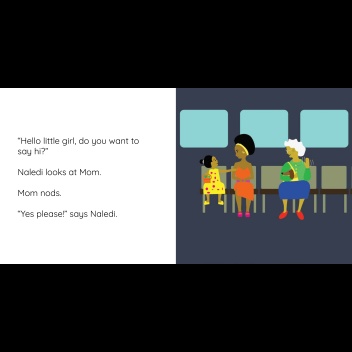 “Hello little girl, do you want to
say hi?”
Naledi looks at Mom.
Mom nods.
“Yes please!” says Naledi.